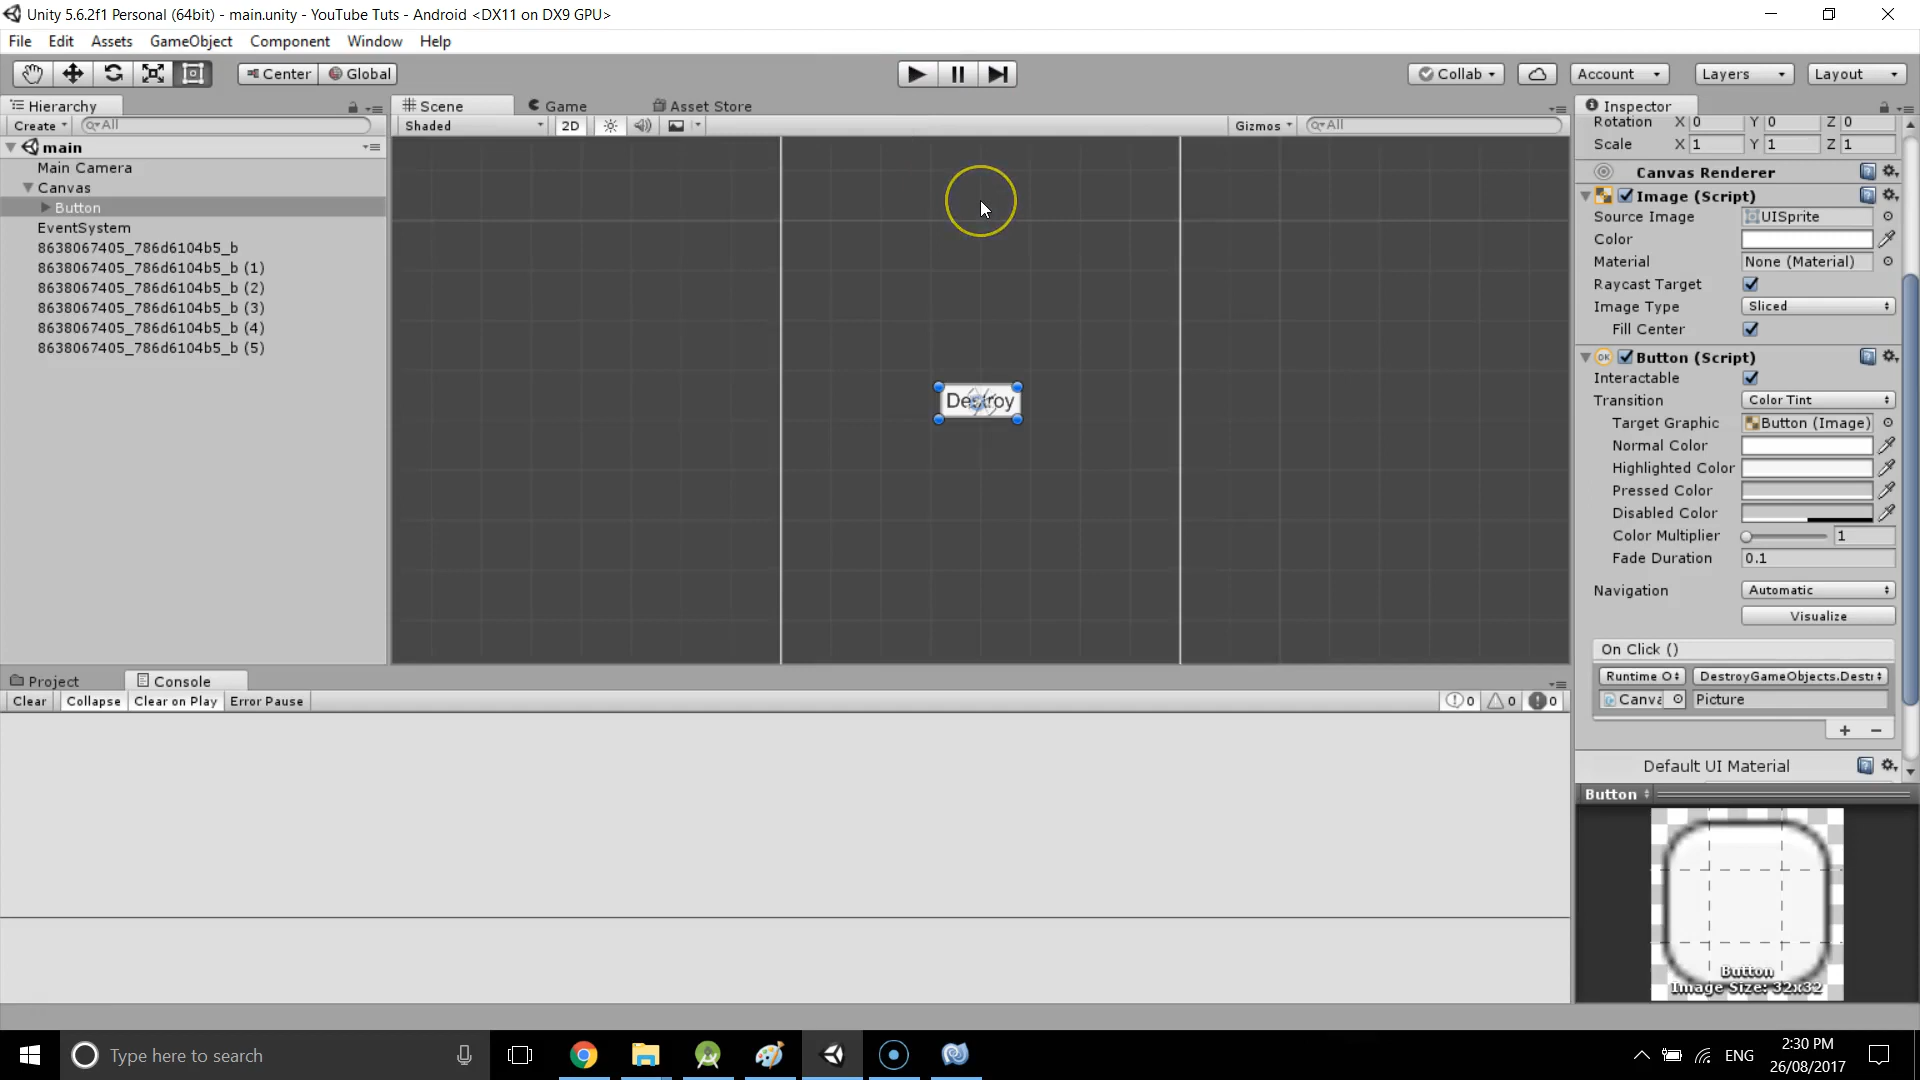 Unity 5.6.2f1 Personal (64bit) - main.unity - YouTube Tuts - Android <DX11 on DX9 GPU>
File Edit Assets GameObject Component Window Help
Center Global Collab Account Layers Layout
Hierarchy Scene Game Asset Store Inspector
Create All Shaded 2D Gizmos All
Rotation X 0 Y 0 Z 0
Scale X 1 Y 1 Z 1
main
Main Camera
Canvas
Button
EventSystem
8638067405_786d6104b5_b
8638067405_786d6104b5_b (1)
8638067405_786d6104b5_b (2)
8638067405_786d6104b5_b (3)
8638067405_786d6104b5_b (4)
8638067405_786d6104b5_b (5)
Destroy
Canvas Renderer
Image (Script)
Source Image UISprite
Color
Material None (Material)
Raycast Target
Image Type Sliced
Fill Center
OK Button (Script)
Interactable
Transition Color Tint
Target Graphic Button (Image)
Normal Color
Highlighted Color
Pressed Color
Disabled Color
Color Multiplier 1
Fade Duration 0.1
Navigation Automatic
Visualize
On Click ()
Runtime O DestroyGameObjects.Destr
Canva Picture
+ −
Default UI Material
Button
Button
Image Size: 32x32
Project Console
Clear Collapse Clear on Play Error Pause 0 0 0
Type here to search
ENG
2:30 PM
26/08/2017